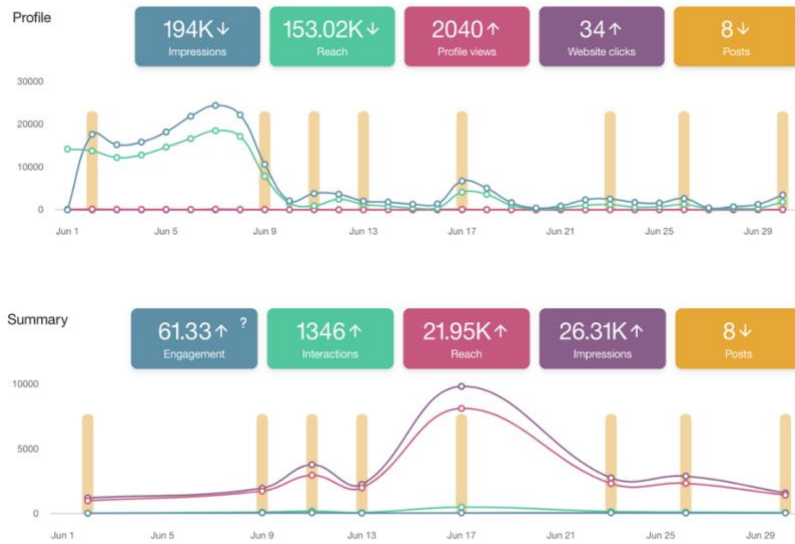 Profile
194K↓
Impressions
153.02K↓
Reach
2040↑
Profile views
34↑
Website clicks
8↓
Posts
30000
20000
10000
0
Jun 1 Jun 5 Jun 9 Jun 13 Jun 17 Jun 21 Jun 25 Jun 29
Summary
61.33↑ ?
Engagement
1346↑
Interactions
21.95K↑
Reach
26.31K↑
Impressions
8↓
Posts
10000
5000
0
Jun 1 Jun 5 Jun 9 Jun 13 Jun 17 Jun 21 Jun 25 Jun 29